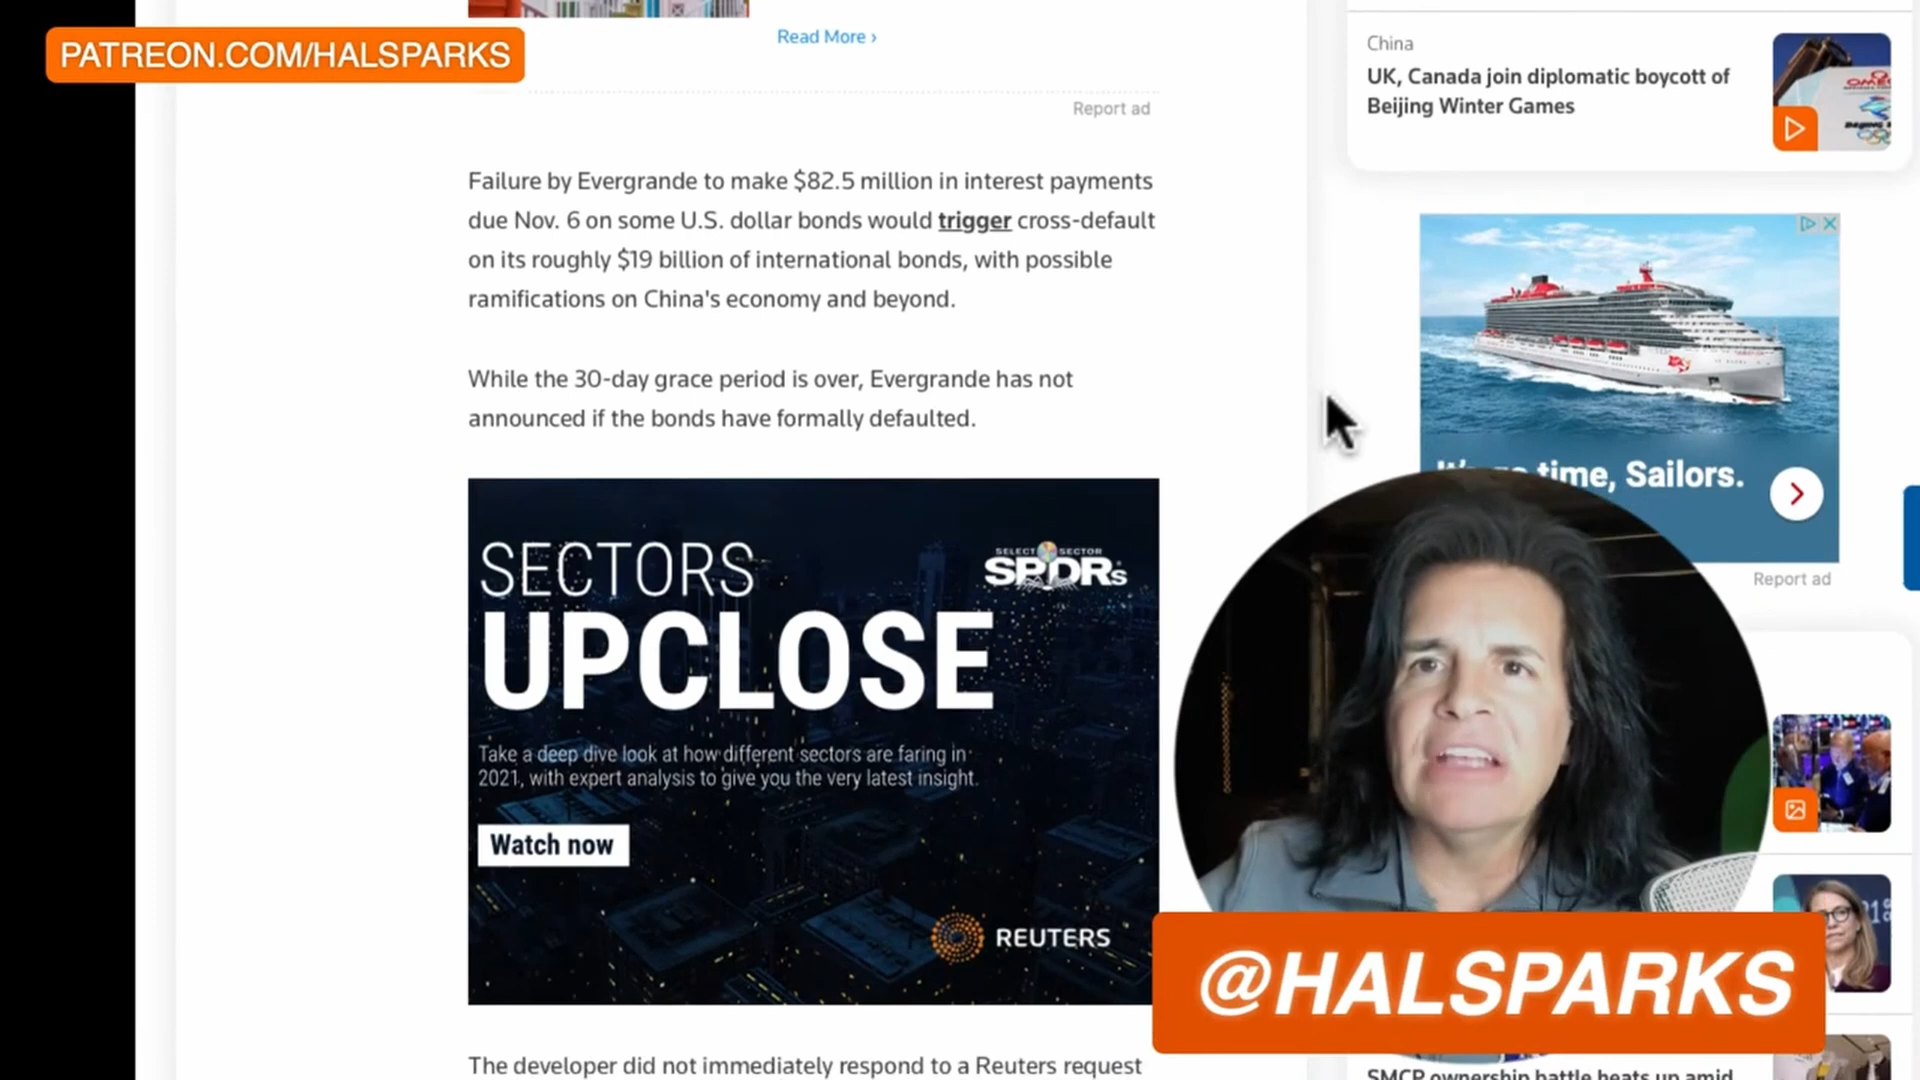 PATREON.COM/HALSPARKS
Read More ›
Report ad
Failure by Evergrande to make $82.5 million in interest payments
due Nov. 6 on some U.S. dollar bonds would trigger cross-default
on its roughly $19 billion of international bonds, with possible
ramifications on China's economy and beyond.
While the 30-day grace period is over, Evergrande has not
announced if the bonds have formally defaulted.
SECTORS
UPCLOSE
SELECT SECTOR
SPDRs
Take a deep dive look at how different sectors are faring in
2021, with expert analysis to give you the very latest insight.
Watch now
REUTERS
The developer did not immediately respond to a Reuters request
China
UK, Canada join diplomatic boycott of
Beijing Winter Games
time, Sailors.
Report ad
@HALSPARKS
SMCP ownership battle heats up amid